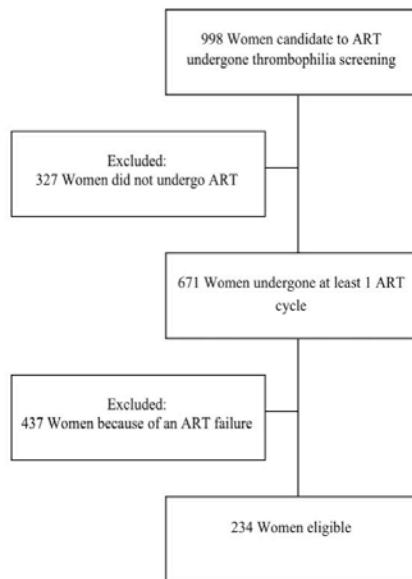 998 Women candidate to ART
undergone thrombophilia screening
Excluded:
327 Women did not undergo ART
671 Women undergone at least 1 ART
cycle
Excluded:
437 Women because of an ART failure
234 Women eligible